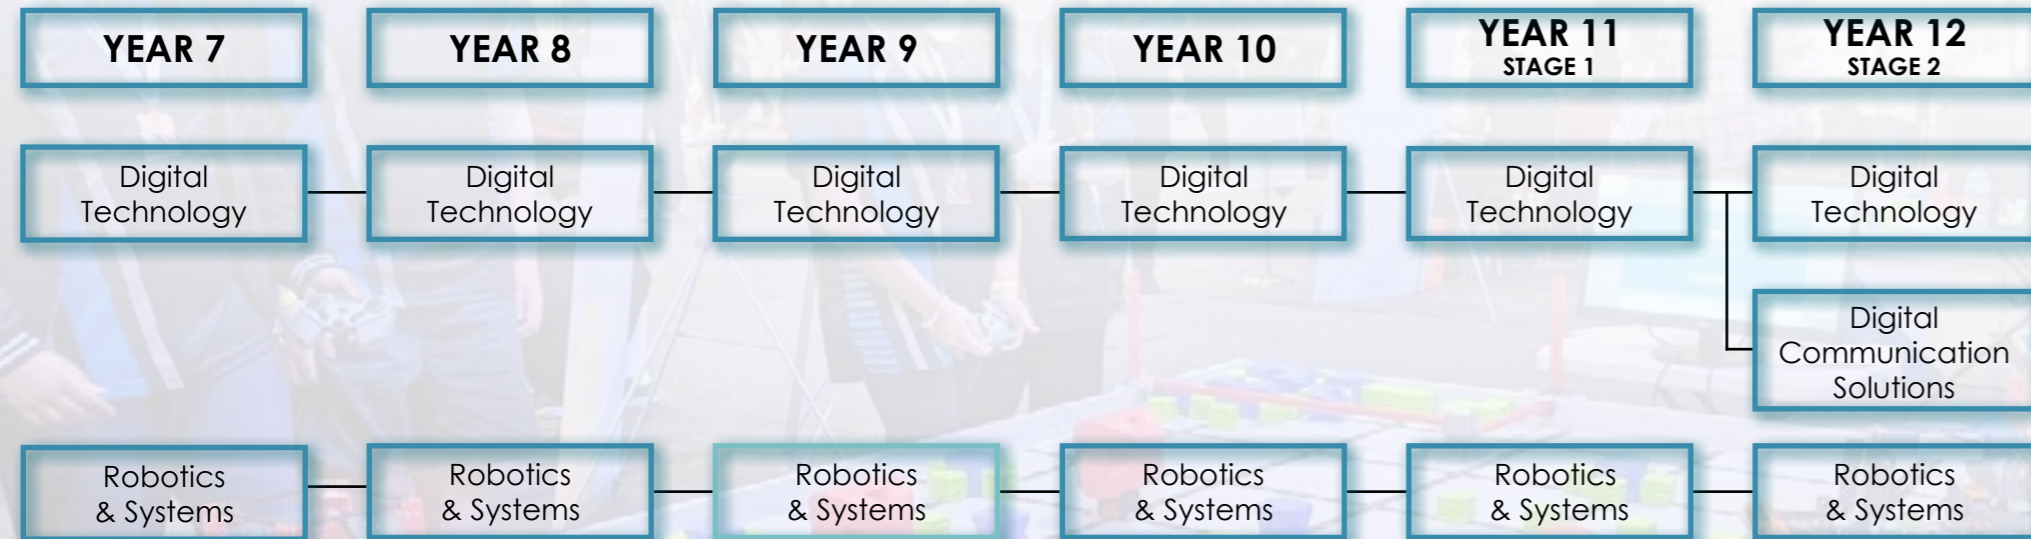 YEAR 7
YEAR 8
YEAR 9
YEAR 10
YEAR 11
STAGE 1
YEAR 12
STAGE 2
Digital
Technology
Digital
Technology
Digital
Technology
Digital
Technology
Digital
Technology
Digital
Technology
Digital
Communication
Solutions
Robotics
& Systems
Robotics
& Systems
Robotics
& Systems
Robotics
& Systems
Robotics
& Systems
Robotics
& Systems